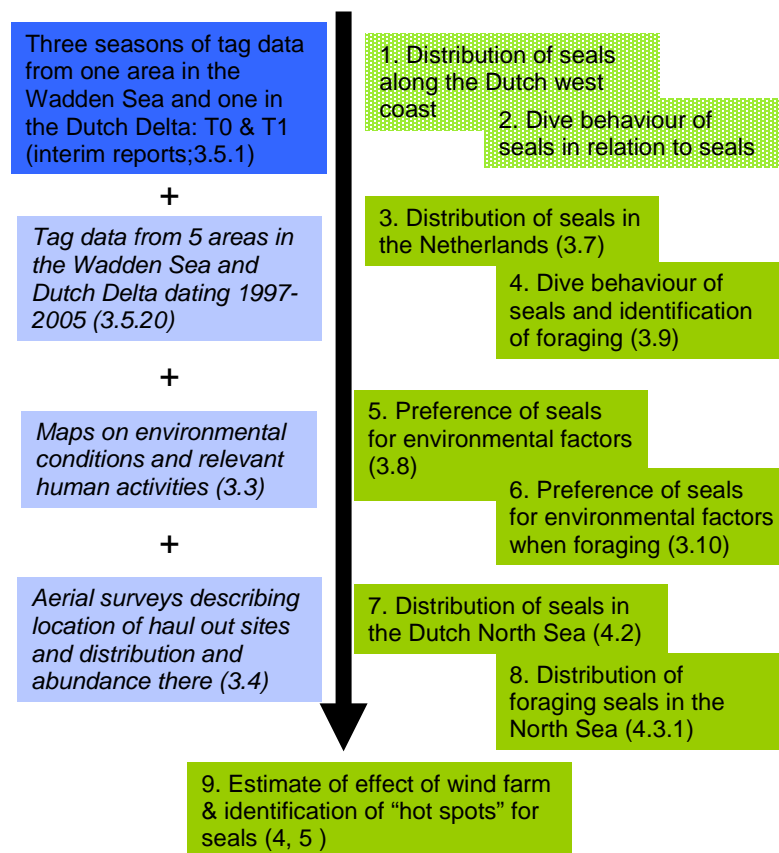 Three seasons of tag data
from one area in the
Wadden Sea and one in
the Dutch Delta: T0 & T1
(interim reports;3.5.1)
+
Tag data from 5 areas in
the Wadden Sea and
Dutch Delta dating 1997-
2005 (3.5.20)
+
Maps on environmental
conditions and relevant
human activities (3.3)
+
Aerial surveys describing
location of haul out sites
and distribution and
abundance there (3.4)
1. Distribution of seals
along the Dutch west
coast
2. Dive behaviour of
seals in relation to seals
3. Distribution of seals in
the Netherlands (3.7)
4. Dive behaviour of
seals and identification
of foraging (3.9)
5. Preference of seals
for environmental factors
(3.8)
6. Preference of seals
for environmental factors
when foraging (3.10)
7. Distribution of seals in
the Dutch North Sea (4.2)
8. Distribution of
foraging seals in the
North Sea (4.3.1)
9. Estimate of effect of wind farm
& identification of “hot spots” for
seals (4, 5 )